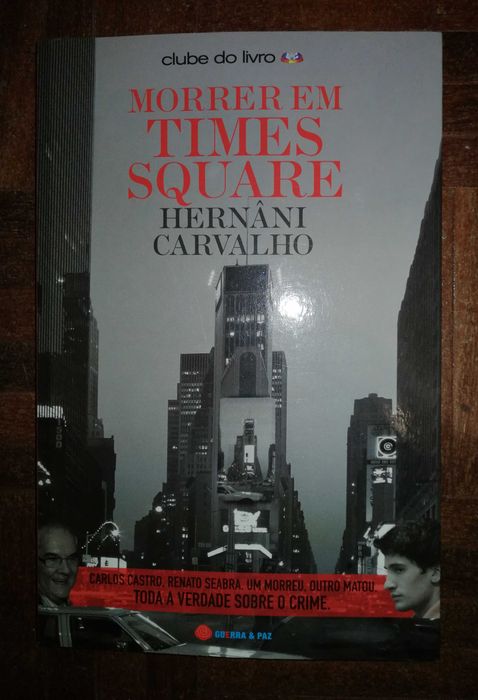 clube do livro
MORRER EM
TIMES
SQUARE
HERNÂNI
CARVALHO
CARLOS CASTRO, RENATO SEABRA. UM MORREU, OUTRO MATOU.
TODA A VERDADE SOBRE O CRIME.
GUERRA & PAZ